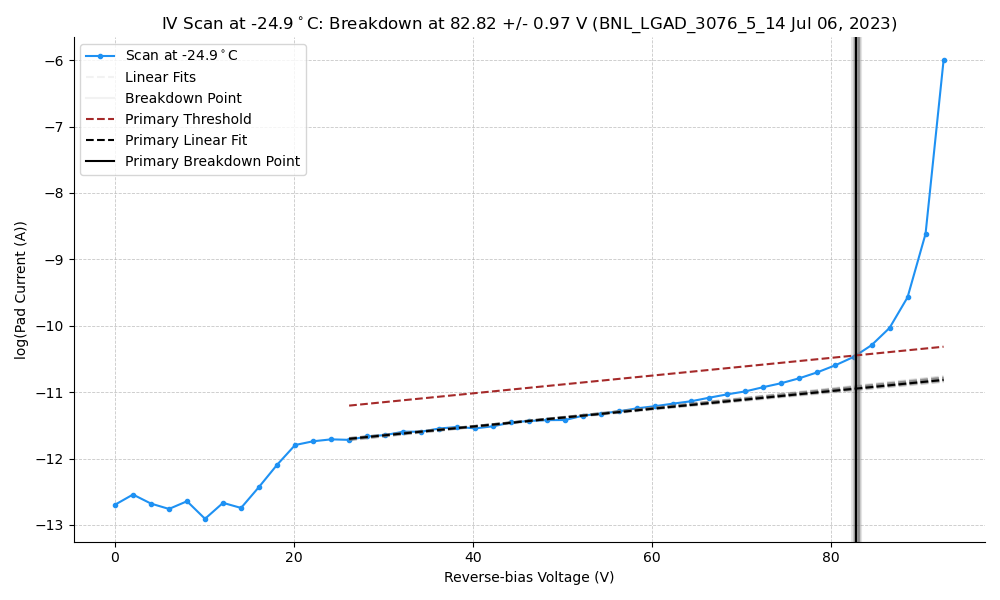 IV Scan at -24.9°C: Breakdown at 82.82 +/- 0.97 V (BNL_LGAD_3076_5_14 Jul 06, 2023)
Scan at -24.9°C
Linear Fits
Breakdown Point
Primary Threshold
Primary Linear Fit
Primary Breakdown Point
log(Pad Current (A))
−6
−7
−8
−9
−10
−11
−12
−13
0 20 40 60 80
Reverse-bias Voltage (V)